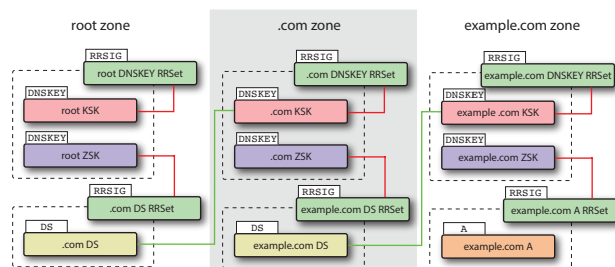 root zone
.com zone
example.com zone
RRSIG
root DNSKEY RRSet
DNSKEY
root KSK
DNSKEY
root ZSK
RRSIG
.com DS RRSet
DS
.com DS
RRSIG
.com DNSKEY RRSet
DNSKEY
.com KSK
DNSKEY
.com ZSK
RRSIG
example.com DS RRSet
DS
example.com DS
RRSIG
example.com DNSKEY RRSet
DNSKEY
example .com KSK
DNSKEY
example.com ZSK
RRSIG
example.com A RRSet
A
example.com A